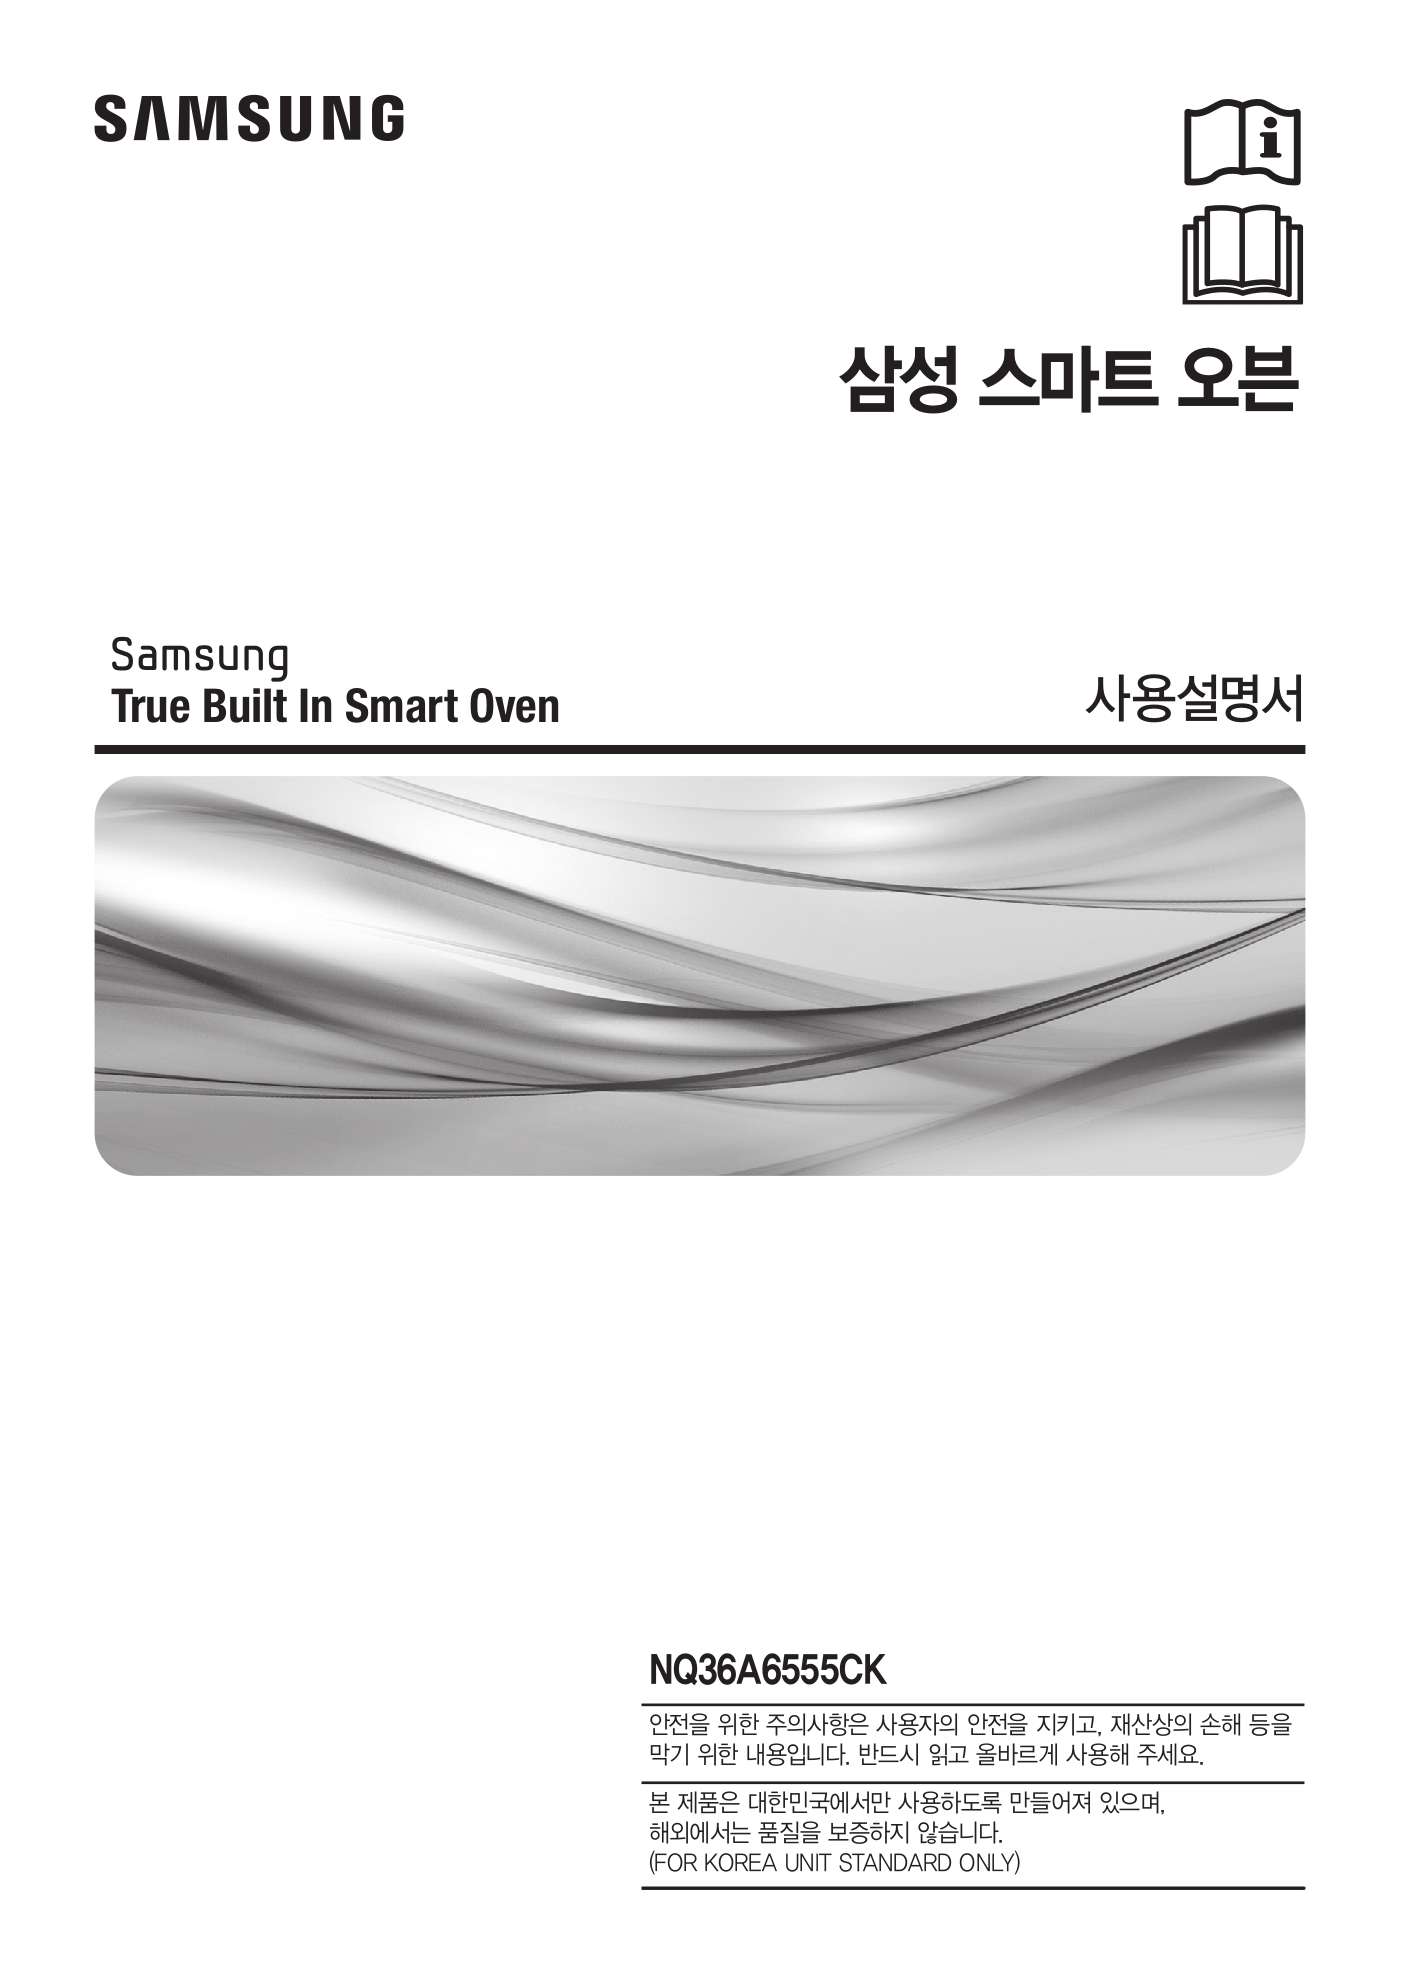 SAMSUNG
삼성 스마트 오븐
Samsung
True Built In Smart Oven
사용설명서
NQ36A6555CK
안전을 위한 주의사항은 사용자의 안전을 지키고, 재산상의 손해 등을
막기 위한 내용입니다. 반드시 읽고 올바르게 사용해 주세요.
본 제품은 대한민국에서만 사용하도록 만들어져 있으며,
해외에서는 품질을 보증하지 않습니다.
(FOR KOREA UNIT STANDARD ONLY)